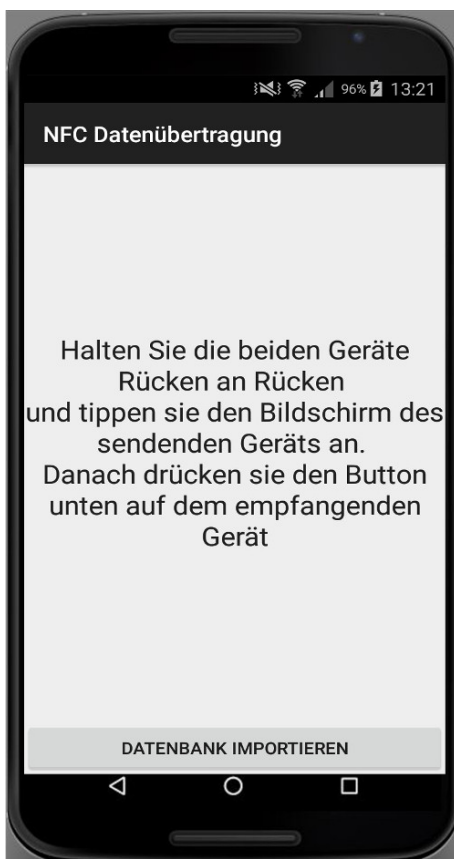 96% 13:21
NFC Datenübertragung
Halten Sie die beiden Geräte
Rücken an Rücken
und tippen sie den Bildschirm des
sendenden Geräts an.
Danach drücken sie den Button
unten auf dem empfangenden
Gerät
DATENBANK IMPORTIEREN